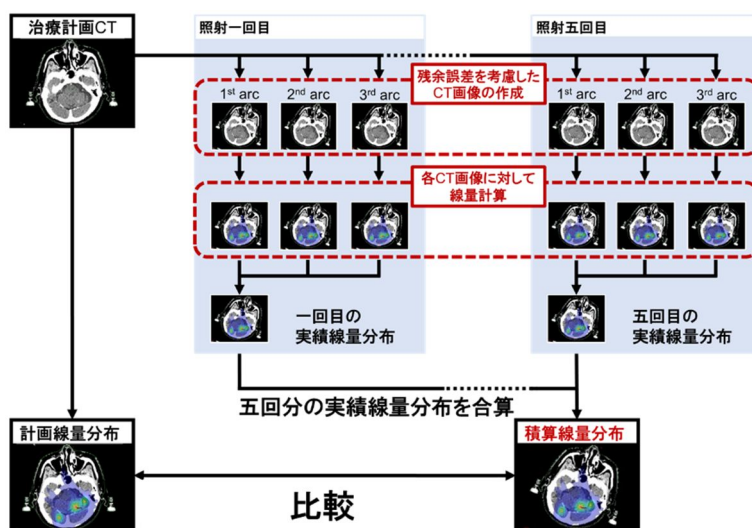 治療計画CT
照射一回目
照射五回目
残余誤差を考慮した
CT画像の作成
1st arc
2nd arc
3rd arc
1st arc
2nd arc
3rd arc
各CT画像に対して
線量計算
一回目の
実績線量分布
五回目の
実績線量分布
五回分の実績線量分布を合算
計画線量分布
積算線量分布
比較